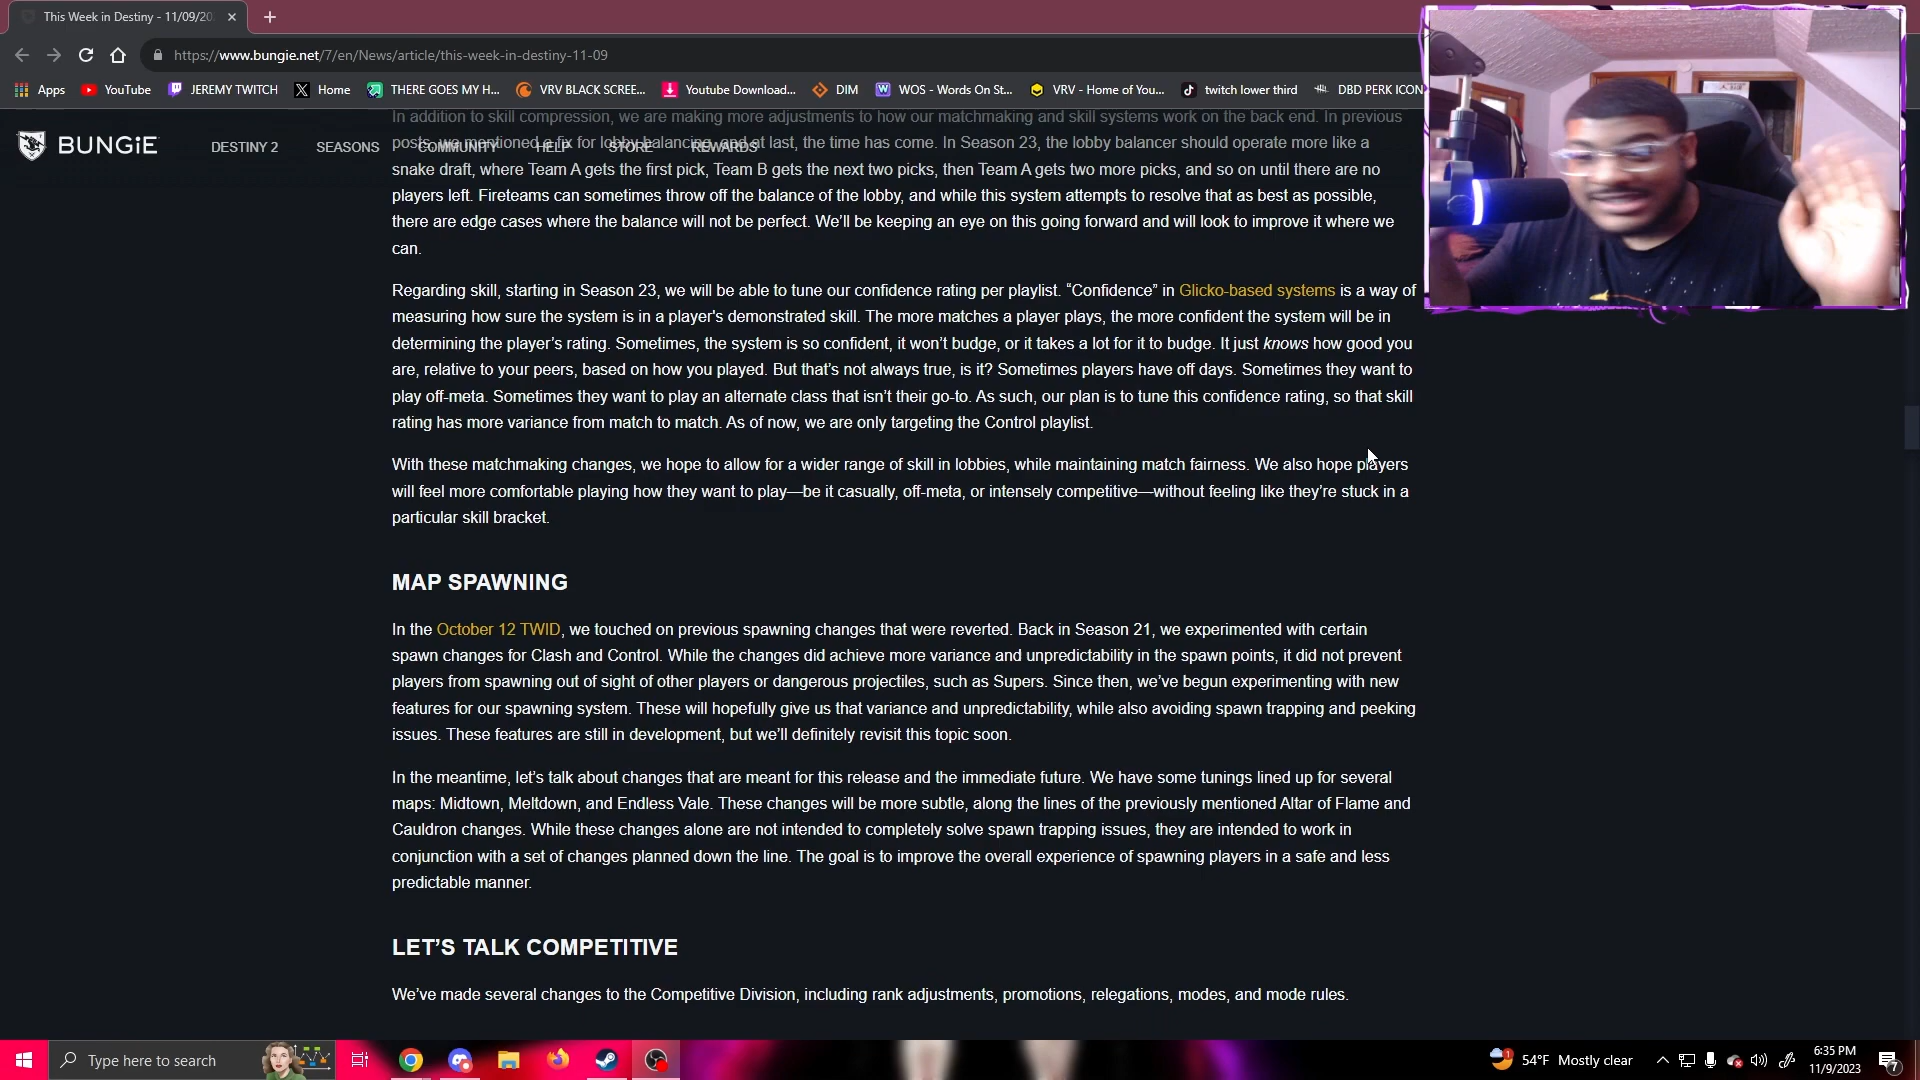 This Week in Destiny - 11/09/20
https://www.bungie.net/7/en/News/article/this-week-in-destiny-11-09
Apps YouTube JEREMY TWITCH Home THERE GOES MY H... VRV BLACK SCREE... Youtube Download... DIM WOS - Words On St... VRV - Home of You... twitch lower third DBD PERK ICON
BUNGiE
DESTINY 2 SEASONS COMMUNITY HELP STORE REWARDS
In addition to skill compression, we are making more adjustments to how our matchmaking and skill systems work on the back end. In previous
posts, we mentioned a fix for lobby balancing, and at last, the time has come. In Season 23, the lobby balancer should operate more like a
snake draft, where Team A gets the first pick, Team B gets the next two picks, then Team A gets two more picks, and so on until there are no
players left. Fireteams can sometimes throw off the balance of the lobby, and while this system attempts to resolve that as best as possible,
there are edge cases where the balance will not be perfect. We’ll be keeping an eye on this going forward and will look to improve it where we
can.
Regarding skill, starting in Season 23, we will be able to tune our confidence rating per playlist. “Confidence” in Glicko-based systems is a way of
measuring how sure the system is in a player's demonstrated skill. The more matches a player plays, the more confident the system will be in
determining the player’s rating. Sometimes, the system is so confident, it won’t budge, or it takes a lot for it to budge. It just knows how good you
are, relative to your peers, based on how you played. But that’s not always true, is it? Sometimes players have off days. Sometimes they want to
play off-meta. Sometimes they want to play an alternate class that isn’t their go-to. As such, our plan is to tune this confidence rating, so that skill
rating has more variance from match to match. As of now, we are only targeting the Control playlist.
With these matchmaking changes, we hope to allow for a wider range of skill in lobbies, while maintaining match fairness. We also hope players
will feel more comfortable playing how they want to play—be it casually, off-meta, or intensely competitive—without feeling like they’re stuck in a
particular skill bracket.
MAP SPAWNING
In the October 12 TWID, we touched on previous spawning changes that were reverted. Back in Season 21, we experimented with certain
spawn changes for Clash and Control. While the changes did achieve more variance and unpredictability in the spawn points, it did not prevent
players from spawning out of sight of other players or dangerous projectiles, such as Supers. Since then, we’ve begun experimenting with new
features for our spawning system. These will hopefully give us that variance and unpredictability, while also avoiding spawn trapping and peeking
issues. These features are still in development, but we’ll definitely revisit this topic soon.
In the meantime, let’s talk about changes that are meant for this release and the immediate future. We have some tunings lined up for several
maps: Midtown, Meltdown, and Endless Vale. These changes will be more subtle, along the lines of the previously mentioned Altar of Flame and
Cauldron changes. While these changes alone are not intended to completely solve spawn trapping issues, they are intended to work in
conjunction with a set of changes planned down the line. The goal is to improve the overall experience of spawning players in a safe and less
predictable manner.
LET’S TALK COMPETITIVE
We’ve made several changes to the Competitive Division, including rank adjustments, promotions, relegations, modes, and mode rules.
Type here to search
54°F Mostly clear
6:35 PM
11/9/2023
7